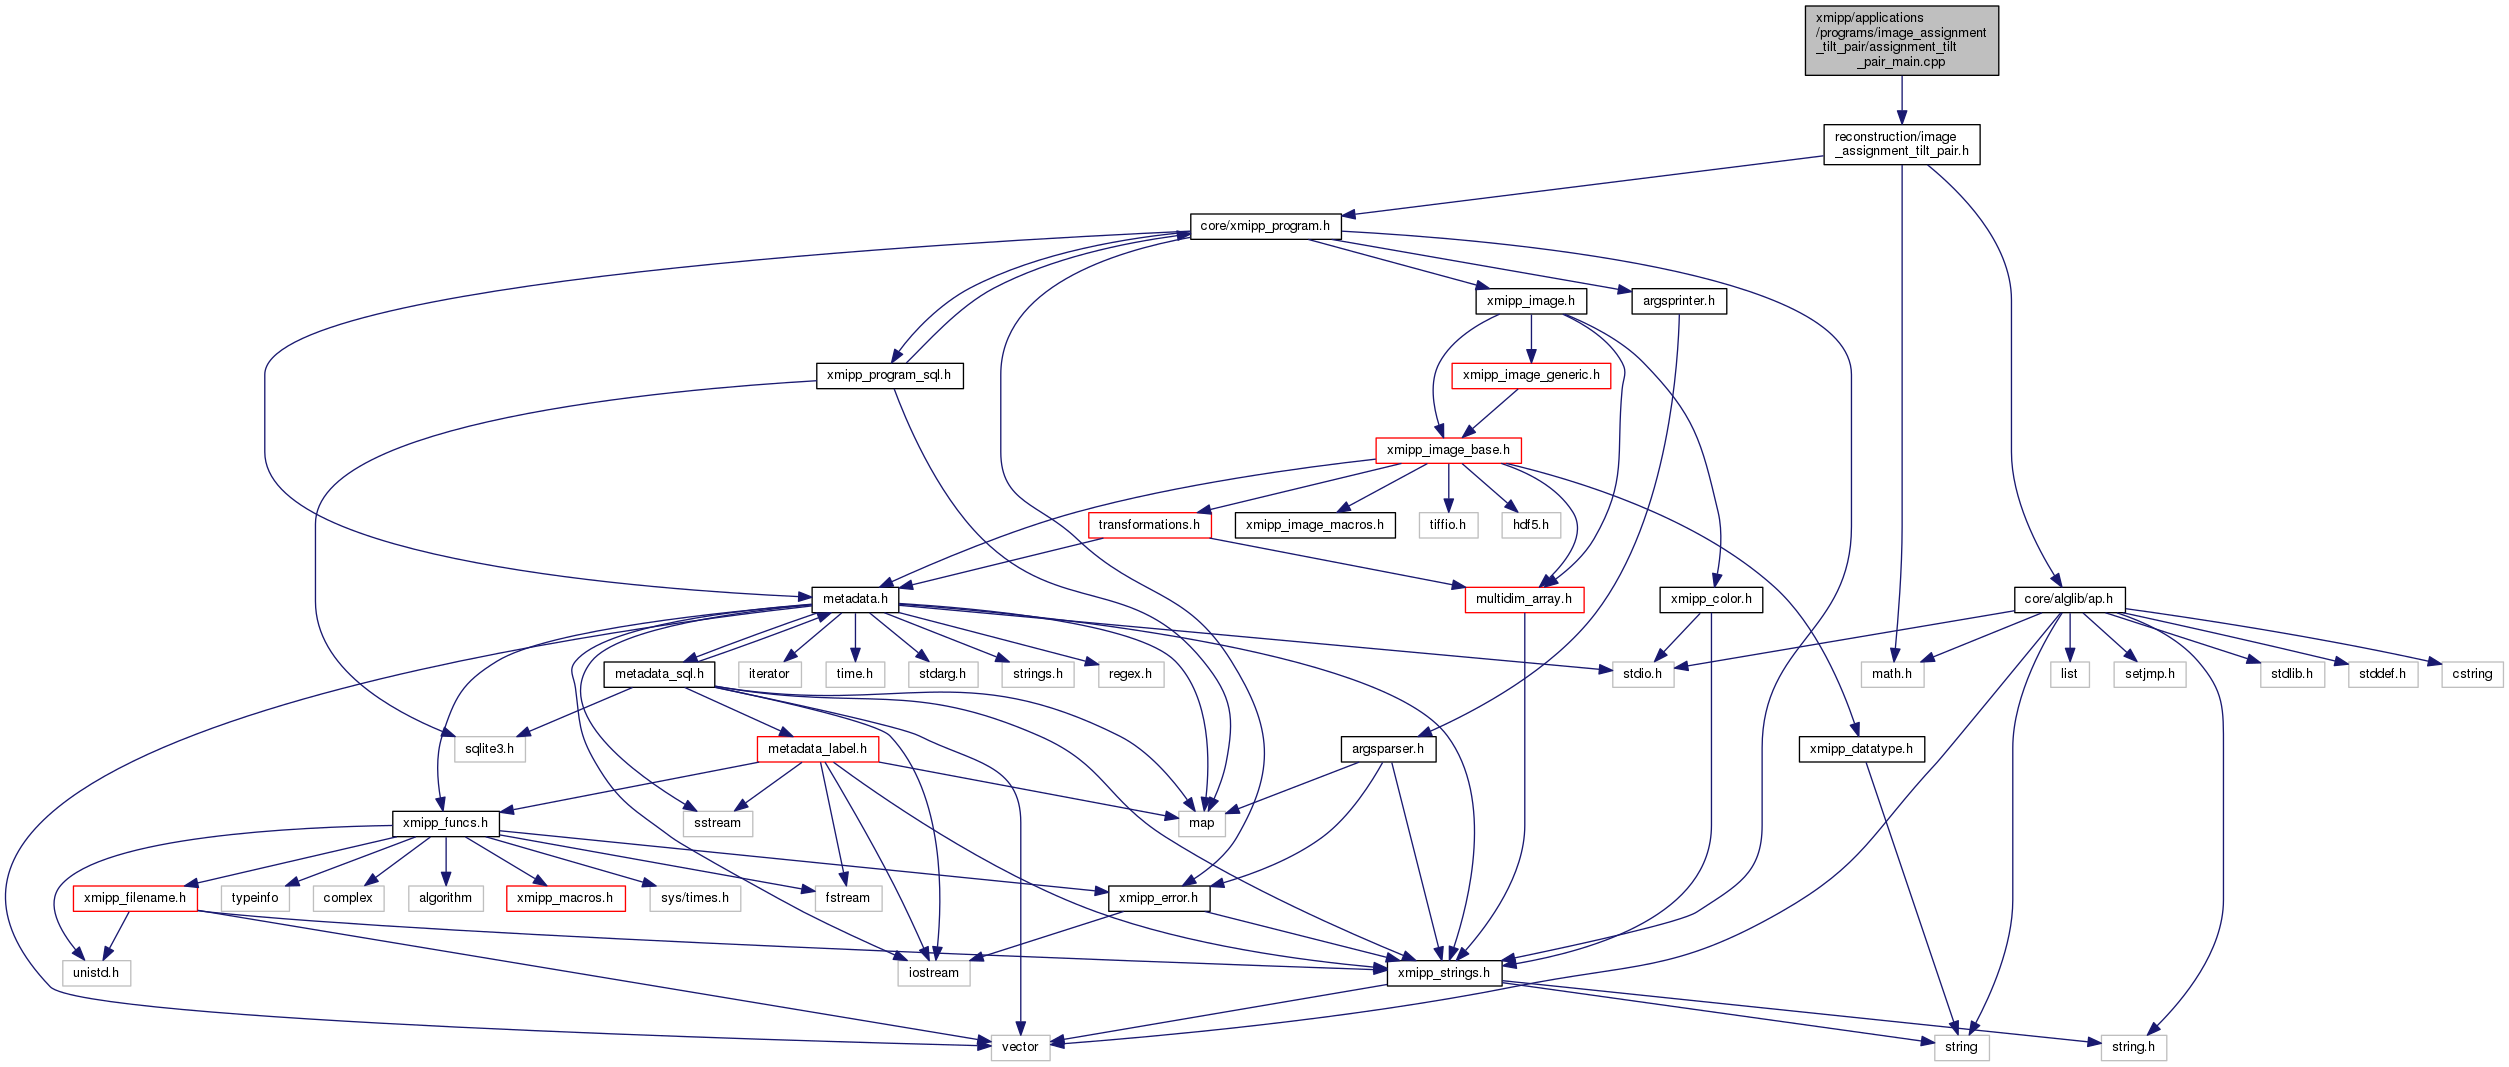 xmipp/applications
/programs/image_assignment
_tilt_pair/assignment_tilt
_pair_main.cpp
reconstruction/image
_assignment_tilt_pair.h
core/xmipp_program.h
xmipp_image.h
argsprinter.h
xmipp_program_sql.h
xmipp_image_generic.h
xmipp_image_base.h
transformations.h
xmipp_image_macros.h
tiffio.h
hdf5.h
metadata.h
multidim_array.h
xmipp_color.h
core/alglib/ap.h
metadata_sql.h
iterator
time.h
stdarg.h
strings.h
regex.h
stdio.h
math.h
list
setjmp.h
stdlib.h
stddef.h
cstring
sqlite3.h
metadata_label.h
argsparser.h
xmipp_datatype.h
xmipp_funcs.h
sstream
map
xmipp_filename.h
typeinfo
complex
algorithm
xmipp_macros.h
sys/times.h
fstream
xmipp_error.h
unistd.h
iostream
xmipp_strings.h
vector
string
string.h